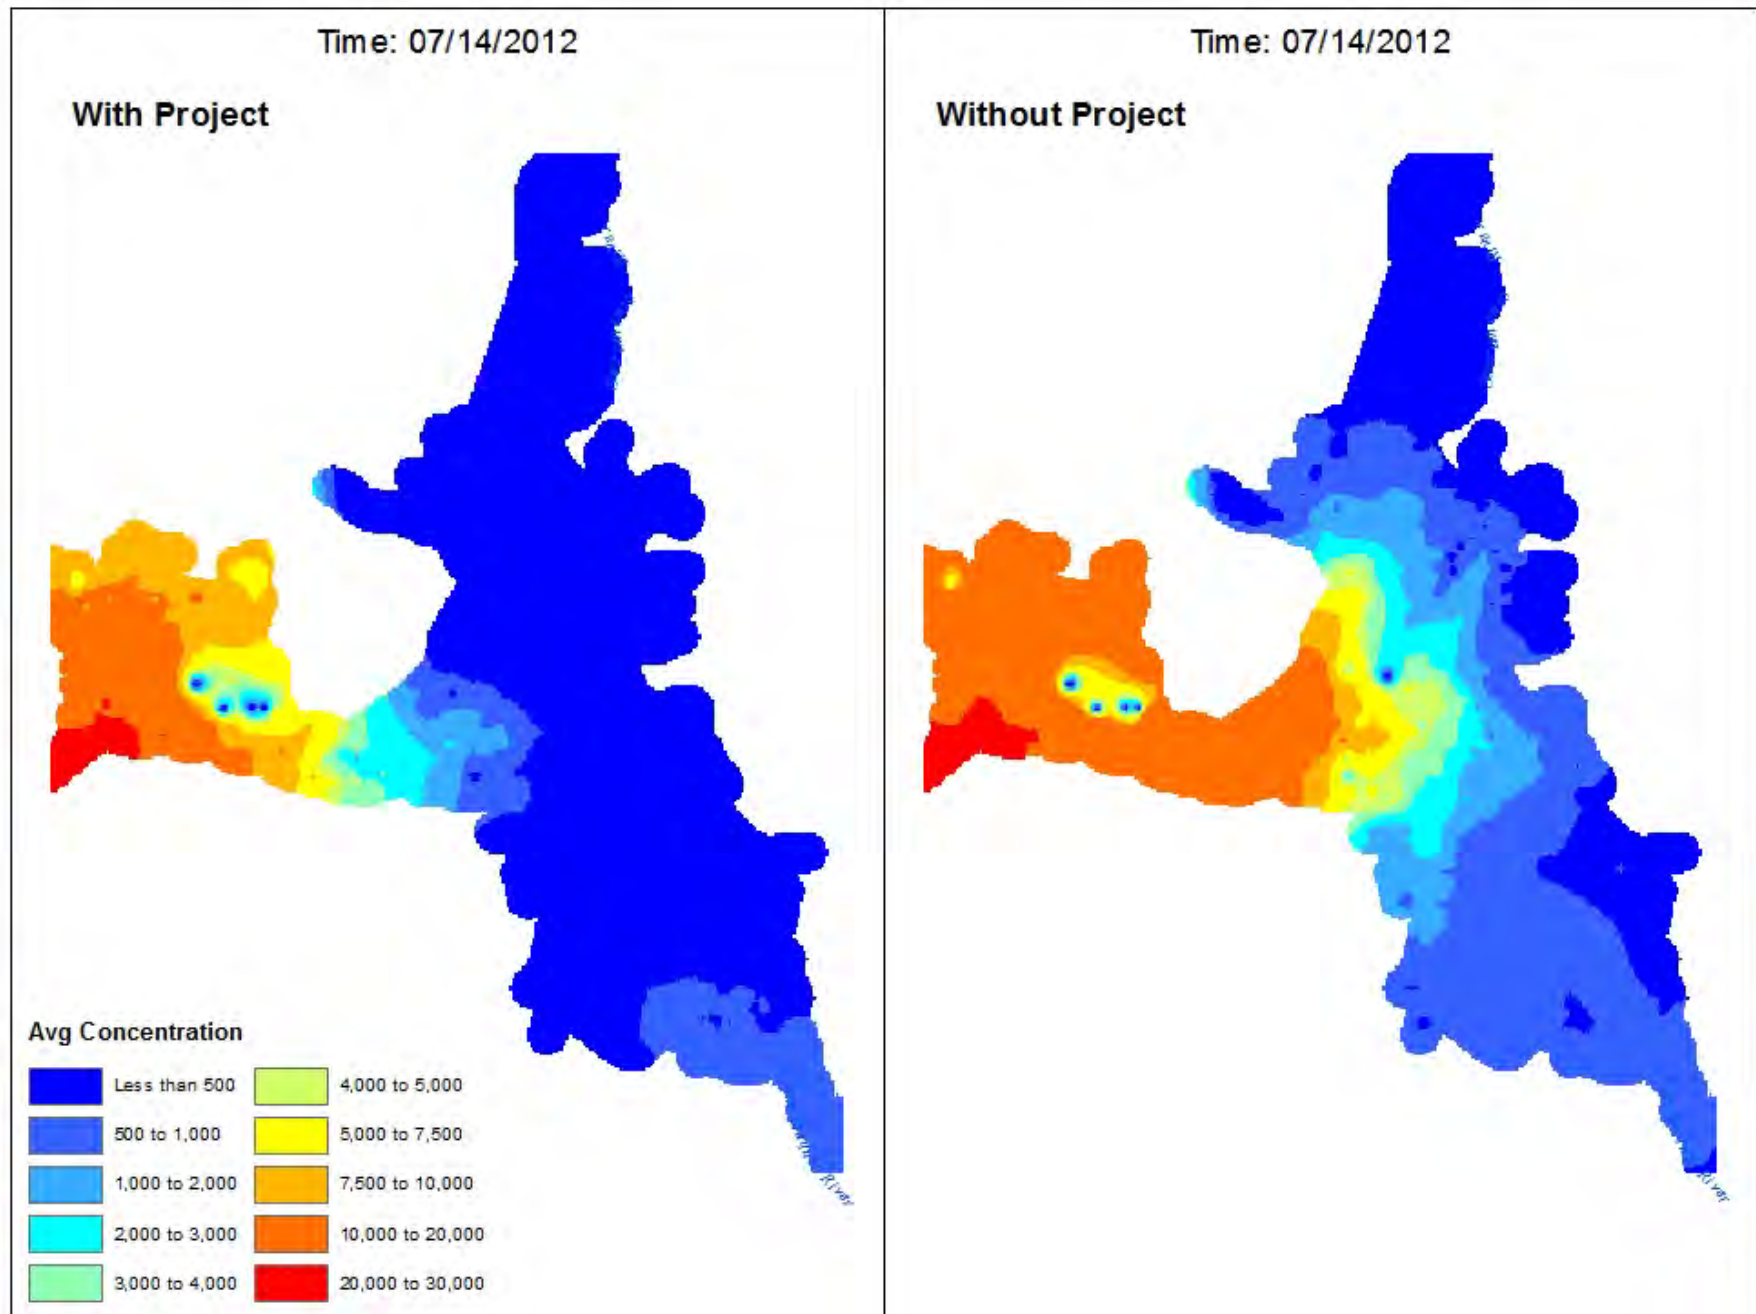 Time: 07/14/2012
With Project
Avg Concentration
Less than 500
500 to 1,000
1,000 to 2,000
2,000 to 3,000
3,000 to 4,000
4,000 to 5,000
5,000 to 7,500
7,500 to 10,000
10,000 to 20,000
20,000 to 30,000
River
Time: 07/14/2012
Without Project
River